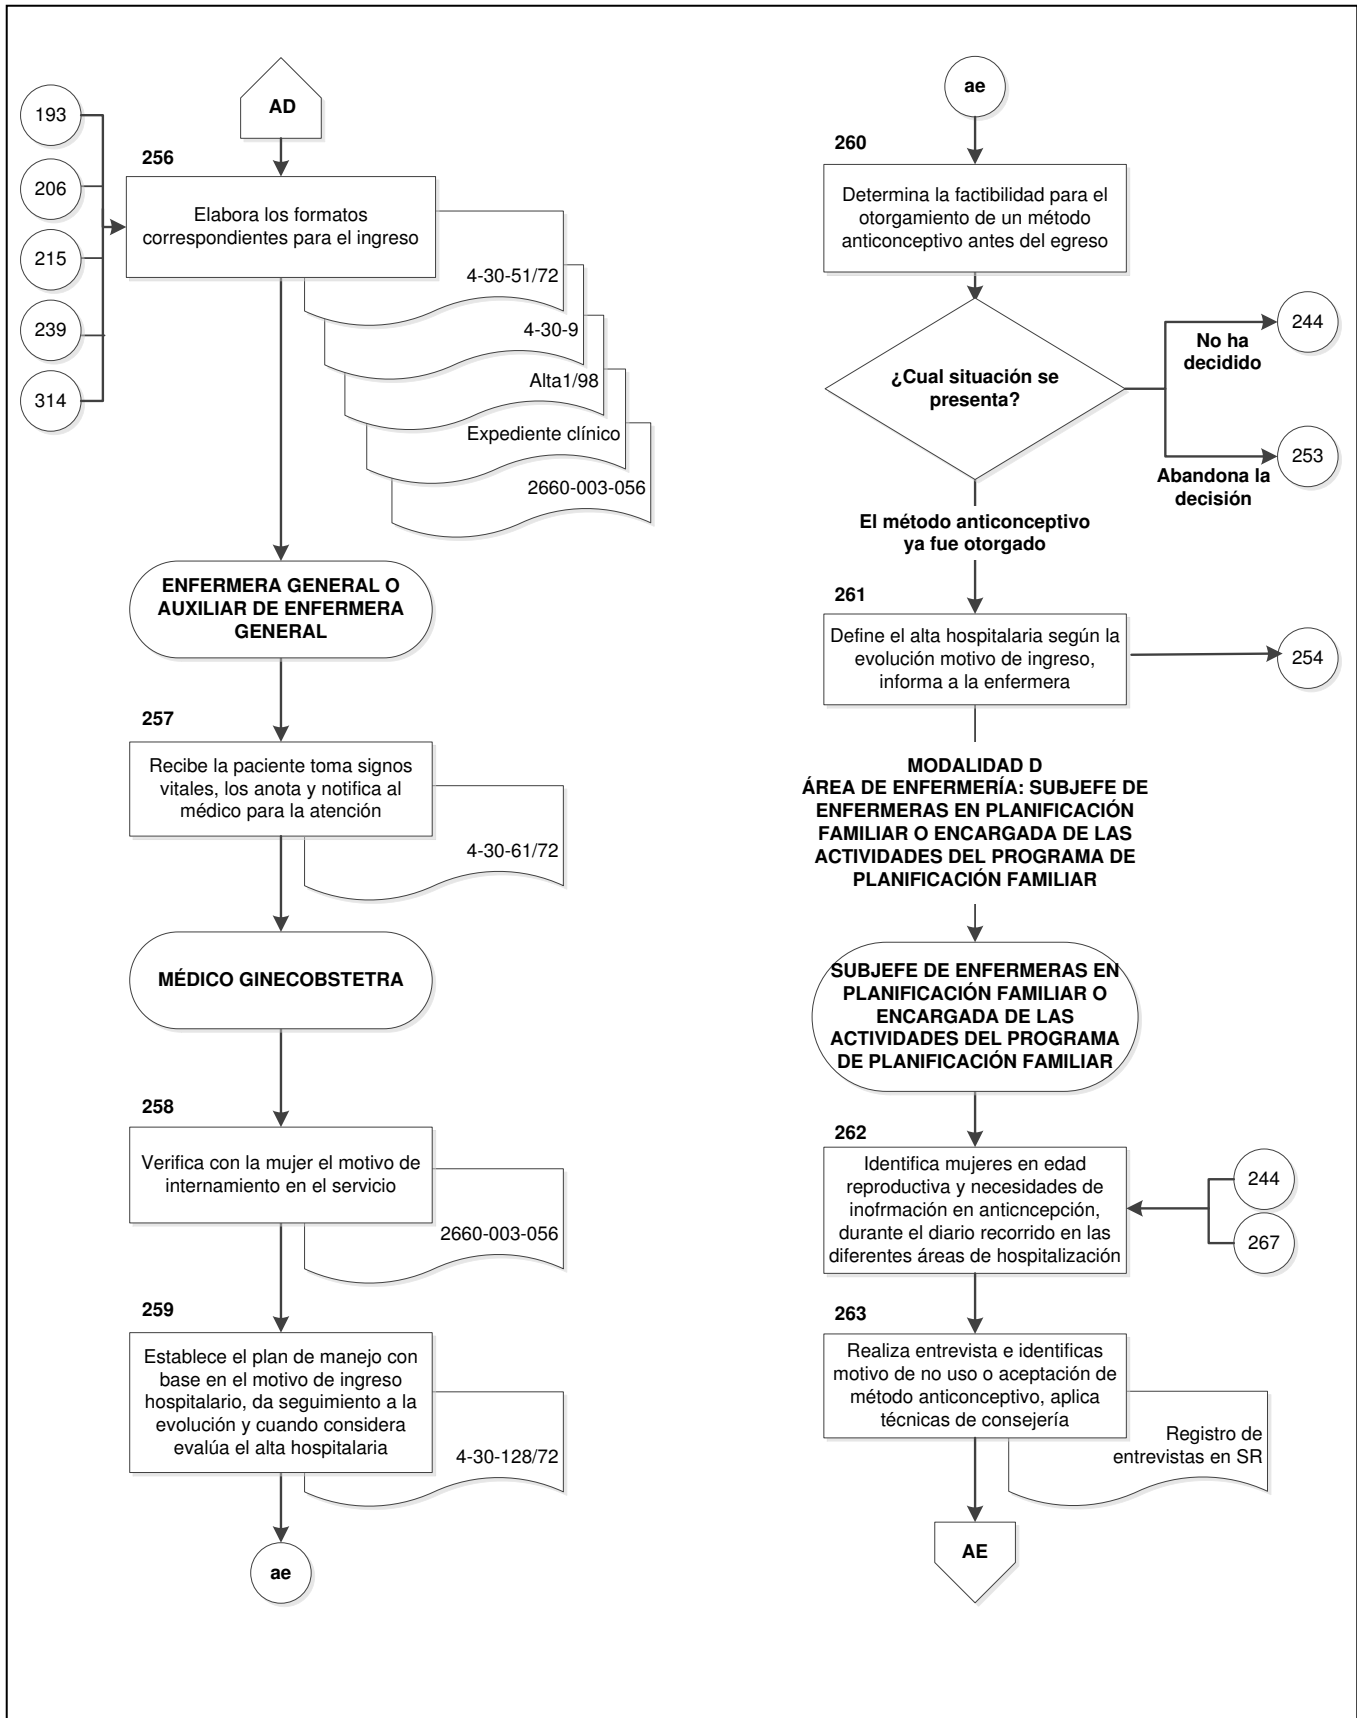 AD
193
206
215
239
314
256
Elabora los formatos
correspondientes para el ingreso
4-30-51/72
4-30-9
Alta1/98
Expediente clínico
2660-003-056
ENFERMERA GENERAL O
AUXILIAR DE ENFERMERA
GENERAL
257
Recibe la paciente toma signos
vitales, los anota y notifica al
médico para la atención
4-30-61/72
MÉDICO GINECOBSTETRA
258
Verifica con la mujer el motivo de
internamiento en el servicio
2660-003-056
259
Establece el plan de manejo con
base en el motivo de ingreso
hospitalario, da seguimiento a la
evolución y cuando considera
evalúa el alta hospitalaria
4-30-128/72
ae
ae
260
Determina la factibilidad para el
otorgamiento de un método
anticonceptivo antes del egreso
¿Cual situación se
presenta?
No ha
decidido
244
Abandona la
decisión
253
El método anticonceptivo
ya fue otorgado
261
Define el alta hospitalaria según la
evolución motivo de ingreso,
informa a la enfermera
254
MODALIDAD D
ÁREA DE ENFERMERÍA: SUBJEFE DE
ENFERMERAS EN PLANIFICACIÓN
FAMILIAR O ENCARGADA DE LAS
ACTIVIDADES DEL PROGRAMA DE
PLANIFICACIÓN FAMILIAR
SUBJEFE DE ENFERMERAS EN
PLANIFICACIÓN FAMILIAR O
ENCARGADA DE LAS
ACTIVIDADES DEL PROGRAMA
DE PLANIFICACIÓN FAMILIAR
262
Identifica mujeres en edad
reproductiva y necesidades de
inofrmación en anticncepción,
durante el diario recorrido en las
diferentes áreas de hospitalización
244
267
263
Realiza entrevista e identificas
motivo de no uso o aceptación de
método anticonceptivo, aplica
técnicas de consejería
Registro de
entrevistas en SR
AE